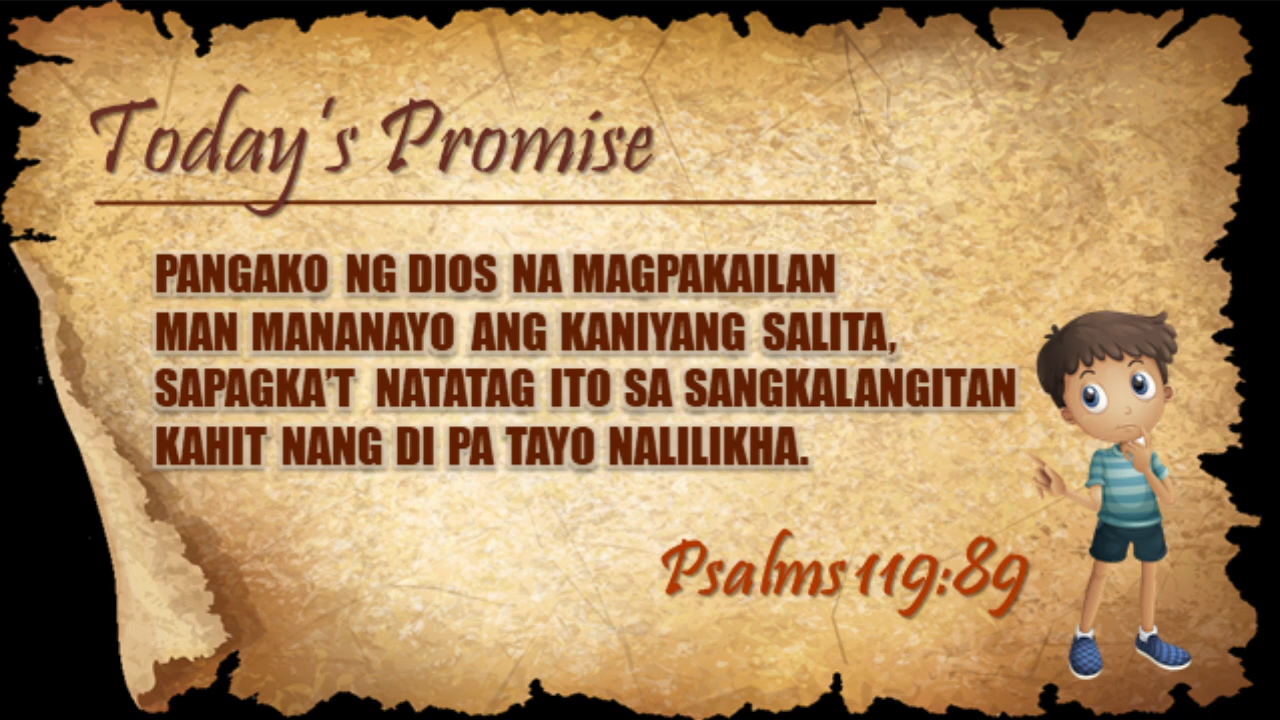 Today's Promise
PANGAKO NG DIOS NA MAGPAKAILAN
MAN MANANAYO ANG KANIYANG SALITA,
SAPAGKA'T NATATAG ITO SA SANGKALANGITAN
KAHIT NANG DI PA TAYO NALILIKHA.
Psalms 119:89